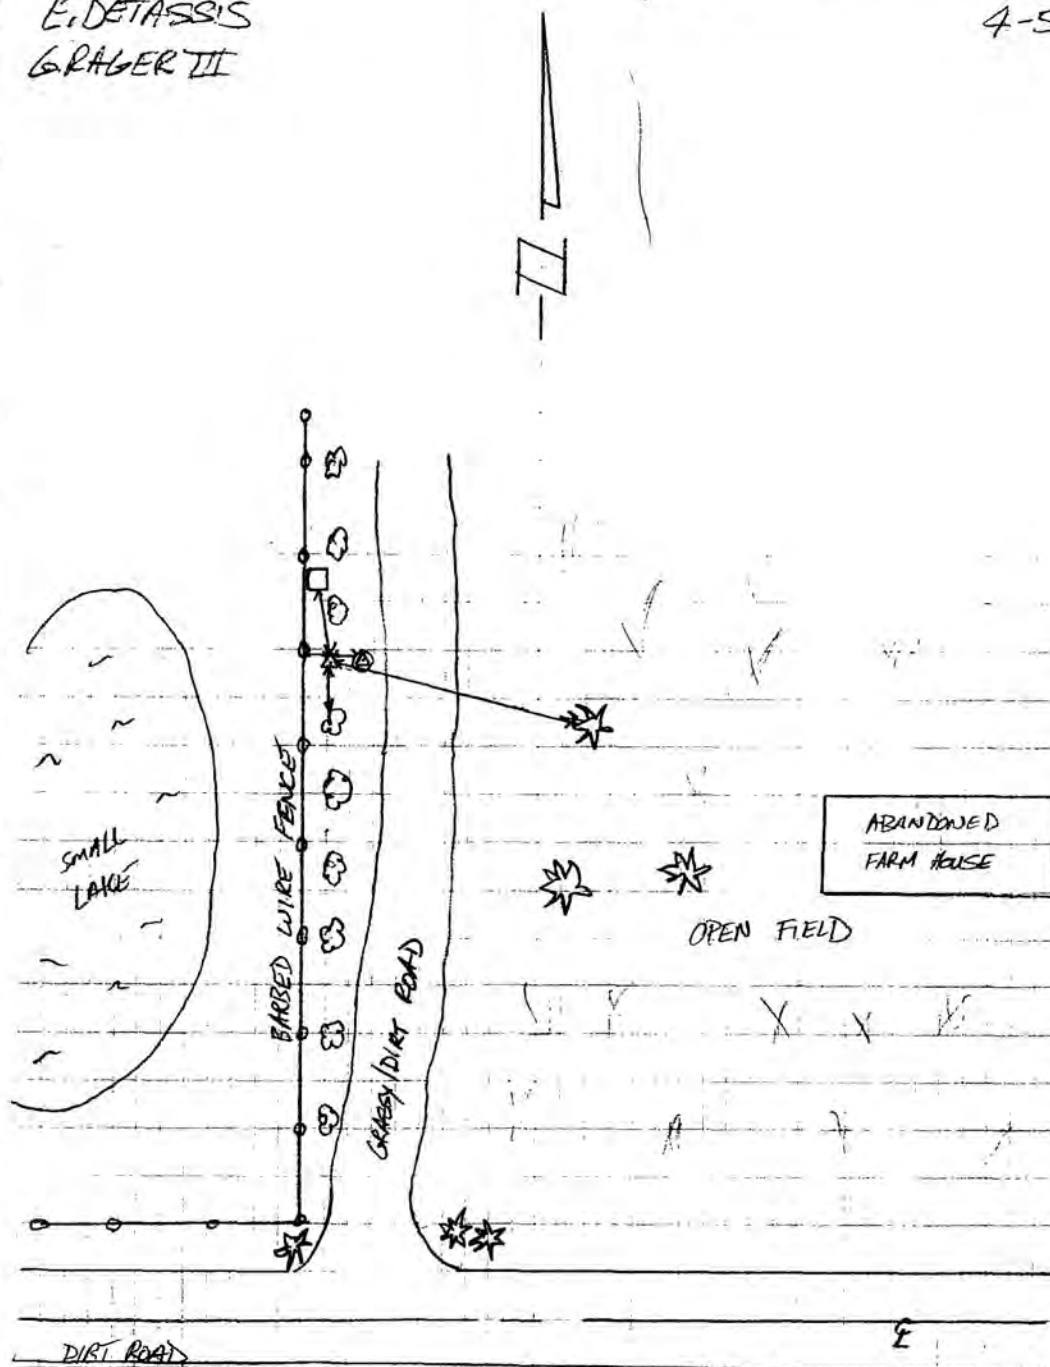 E. DETASSIS
GRAGER III
4-5
N
BARBED WIRE FENCE
SMALL
LAKE
ABANDONED
FARM HOUSE
OPEN FIELD
GRASSY/DIRT ROAD
℄
DIRT ROAD